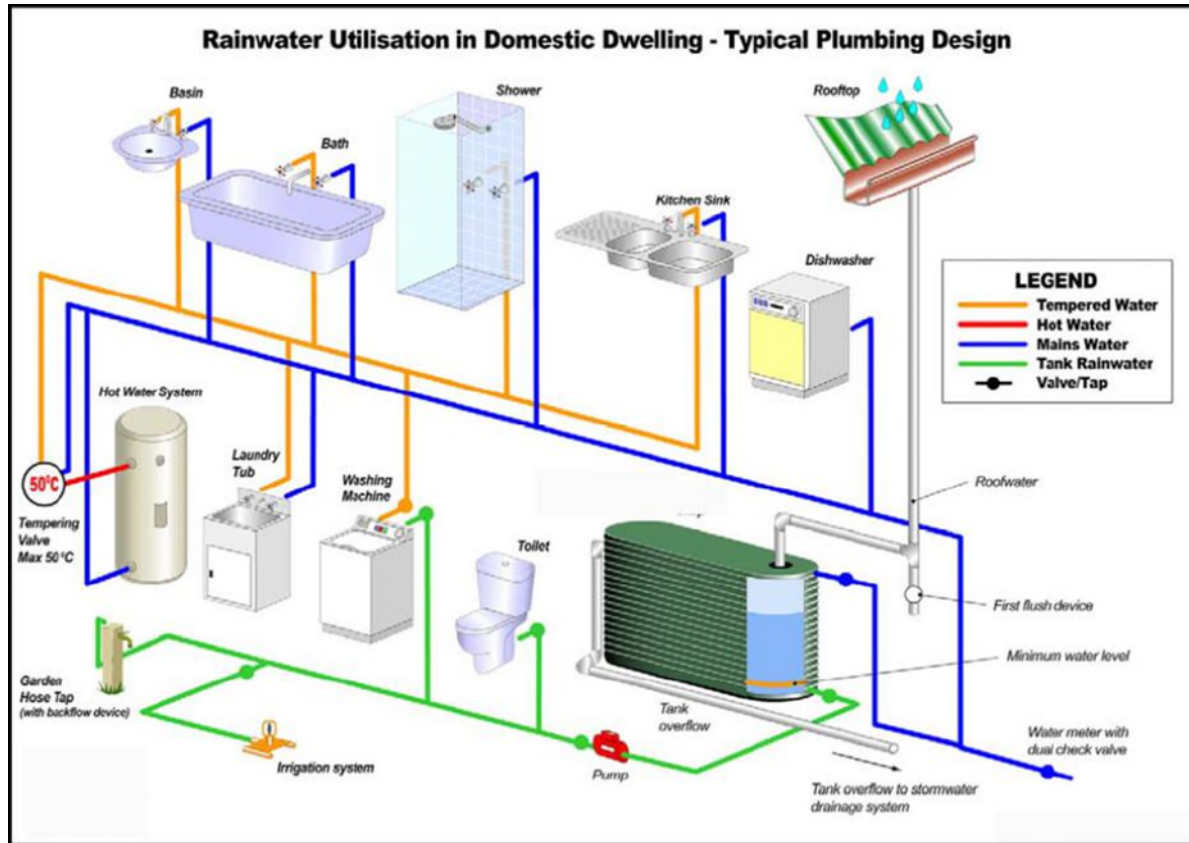 Rainwater Utilisation in Domestic Dwelling - Typical Plumbing Design
Basin
Bath
Shower
Rooftop
Kitchen Sink
Dishwasher
LEGEND
Tempered Water
Hot Water
Mains Water
Tank Rainwater
Valve/Tap
Hot Water System
50°C
Tempering
Valve
Max 50°C
Laundry
Tub
Washing
Machine
Toilet
Roofwater
First flush device
Minimum water level
Garden
Hose Tap
(with backflow device)
Irrigation system
Pump
Tank
overflow
Water meter with
dual check valve
Tank overflow to stormwater
drainage system